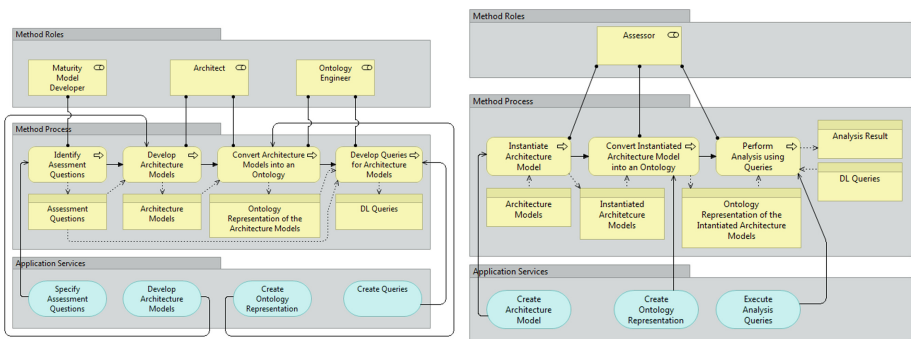 Method Roles
Maturity
Model
Developer
Architect
Ontology
Engineer
Method Process
Identify
Assessment
Questions
Develop
Architecture
Models
Convert Architecture
Models into an
Ontology
Develop Queries
for Architecture
Models
Assessment
Questions
Architecture
Models
Ontology
Representation of the
Architecture Models
DL Queries
Application Services
Specify
Assessment
Questions
Develop
Architecture
Models
Create
Ontology
Representation
Create Queries
Method Roles
Assessor
Method Process
Instantiate
Architecture
Model
Convert Instantiated
Architecture Model
into an Ontology
Perform
Analysis using
Queries
Analysis Result
DL Queries
Architecture
Models
Instantiated
Architetcure
Models
Ontology
Representation of the
Intantiated Architecture
Models
Application Services
Create
Architecture
Model
Create
Ontology
Representation
Execute
Analysis
Queries